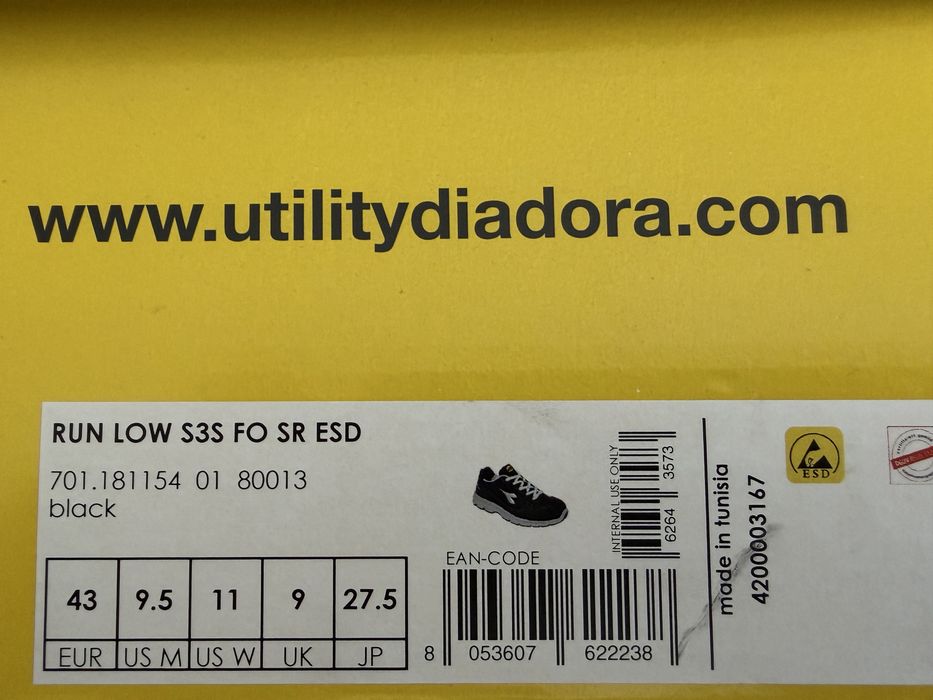 www.utilitydiadora.com
RUN LOW S3S FO SR ESD
701.181154 01 80013
black
43 9.5 11 9 27.5
EUR US M US W UK JP
EAN-CODE
8 053607 622238
INTERNAL USE ONLY
6264 3573
made in tunisia
4200003167
ESD